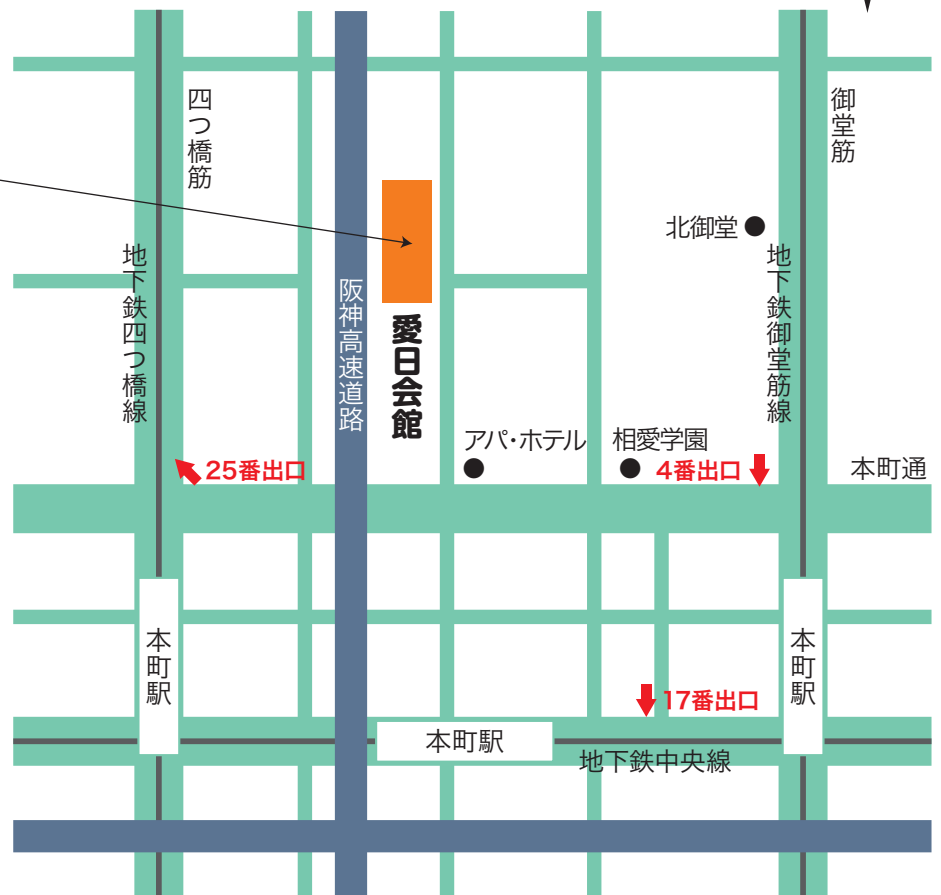 四つ橋筋
御堂筋
北御堂
地下鉄四つ橋線
地下鉄御堂筋線
阪神高速道路
愛日会館
アパ・ホテル
相愛学園
25番出口
4番出口
本町通
本町駅
本町駅
17番出口
本町駅
地下鉄中央線